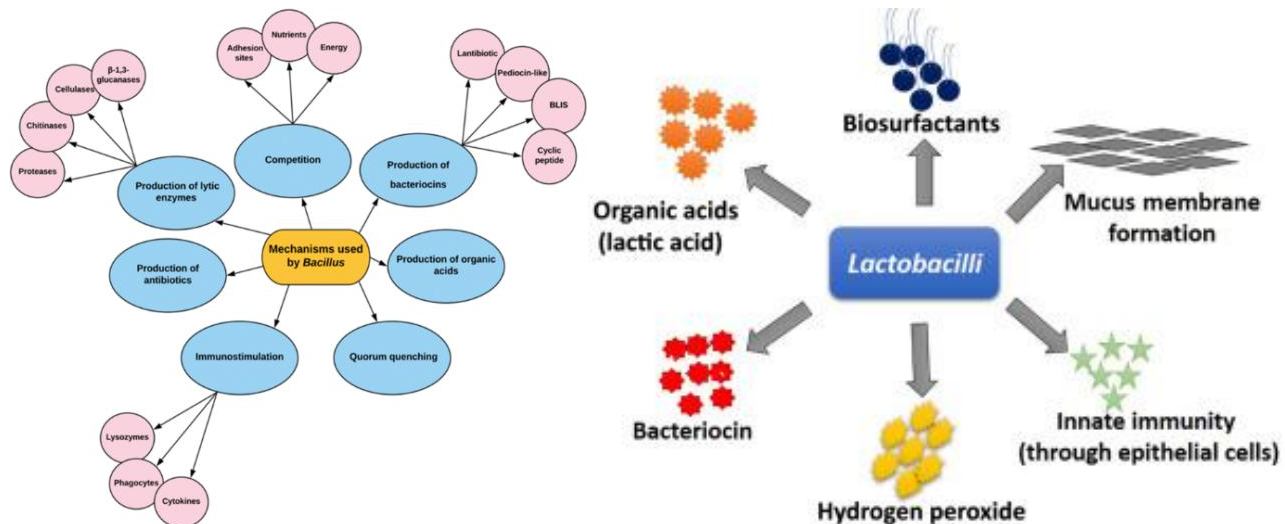 Adhesion
sites
Nutrients
Energy
Lantibiotic
Pediocin-like
BLIS
Cyclic
peptide
β-1,3-
glucanases
Cellulases
Chitinases
Proteases
Competition
Production of
bacteriocins
Production of lytic
enzymes
Mechanisms used
by Bacillus
Production of
antibiotics
Production of organic
acids
Immunostimulation
Quorum quenching
Lysozymes
Phagocytes
Cytokines
Biosurfactants
Organic acids
(lactic acid)
Mucus membrane
formation
Lactobacilli
Bacteriocin
Hydrogen peroxide
Innate immunity
(through epithelial cells)